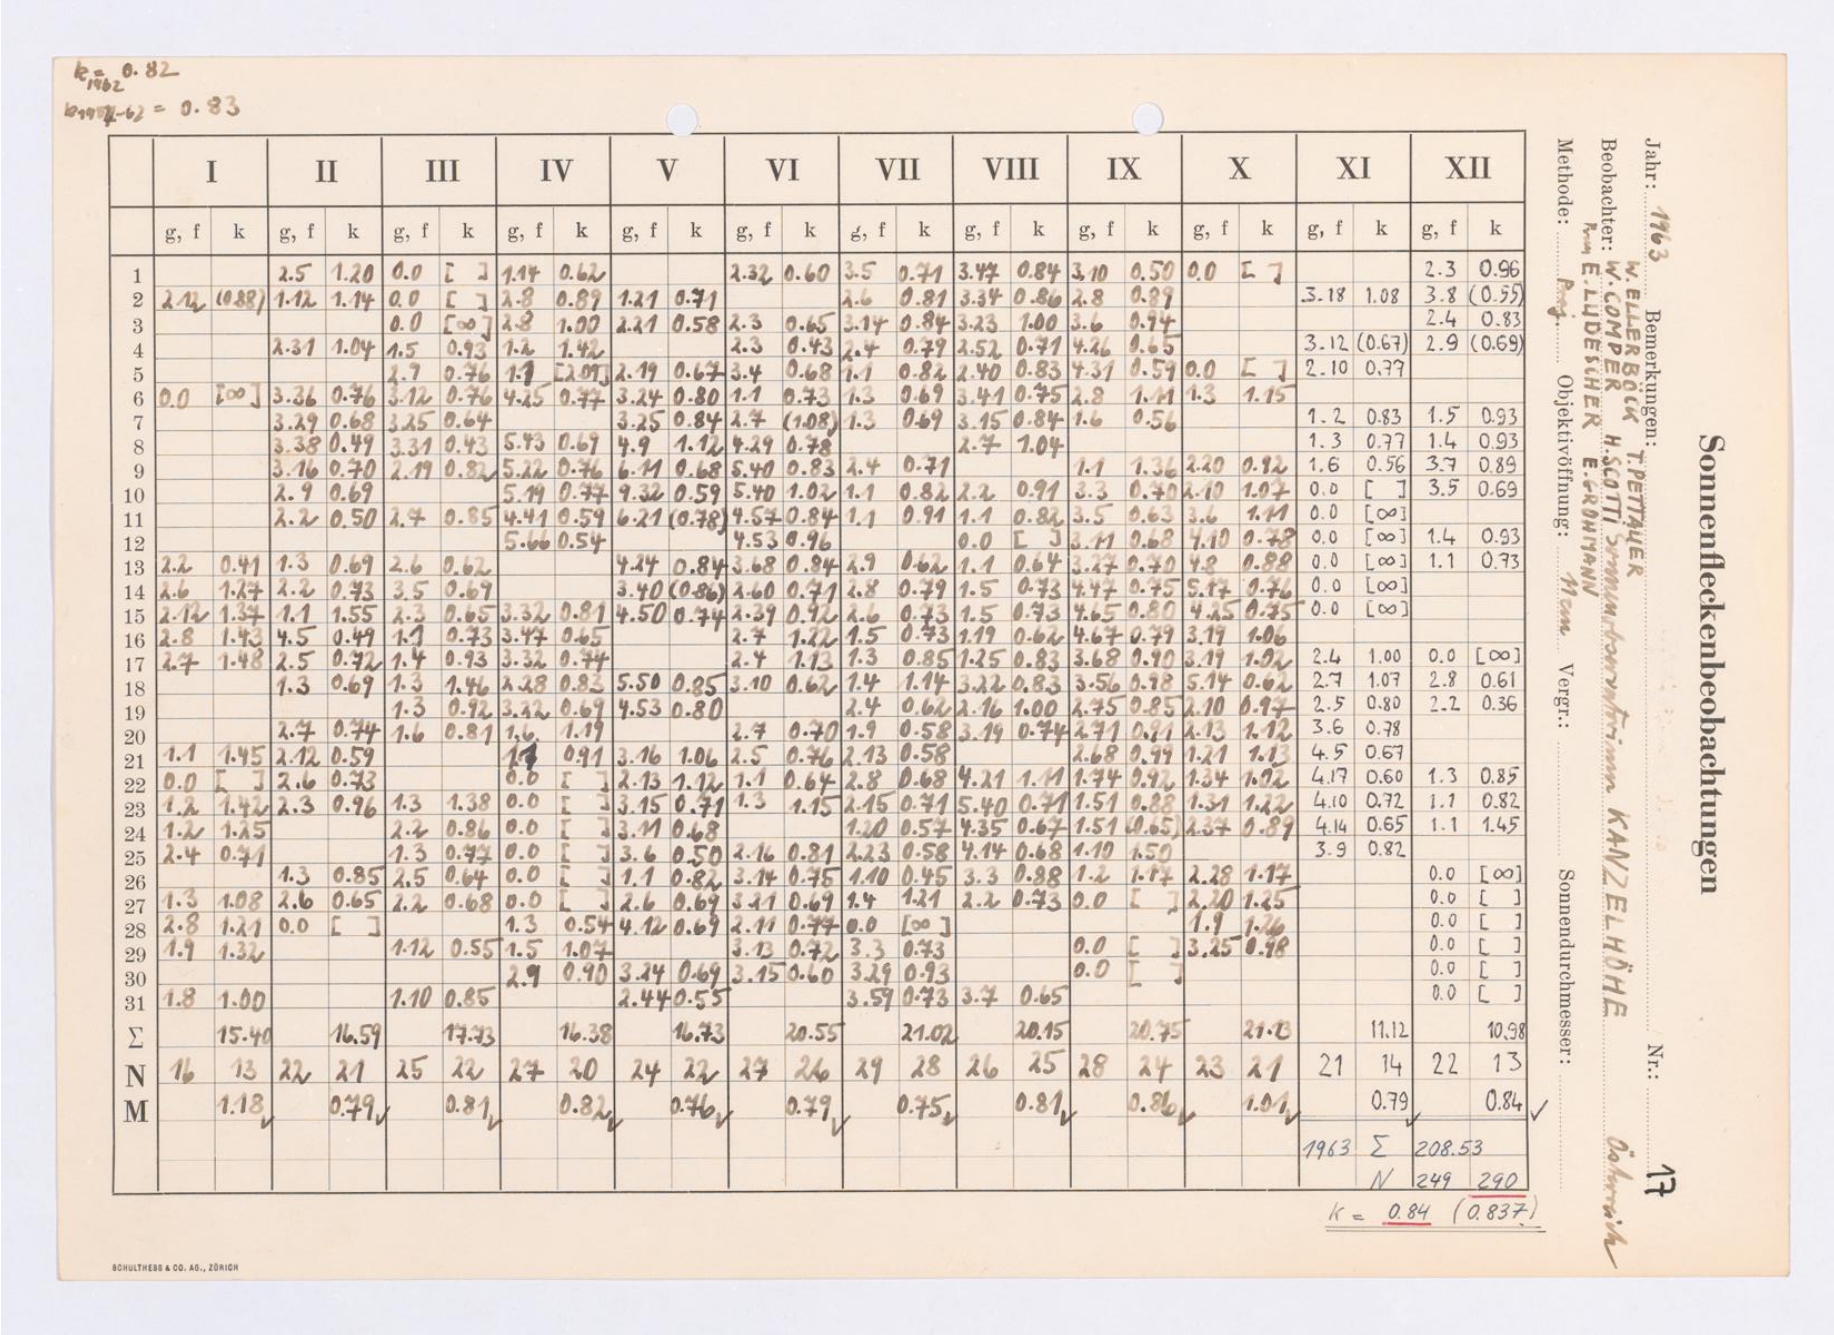 k1962 = 0.82
= 0.83
I II III IV V VI VII VIII IX X XI XII
g, f k g, f k g, f k g, f k g, f k g, f k g, f k g, f k g, f k g, f k g, f k g, f k
1 2.5 1.20 0.0 [ ] 1.14 0.62 2.32 0.60 3.5 0.71 3.47 0.84 3.10 0.50 0.0 [ ] 2.3 0.96
2 2.12 (0.88) 1.12 1.14 0.0 [ ] 2.8 0.89 1.21 0.71 2.6 0.81 3.34 0.86 2.8 0.89 3.18 1.08 3.8 (0.55)
3 0.0 [∞] 2.8 1.00 2.21 0.58 2.3 0.65 3.14 0.84 3.23 1.00 3.6 0.94 2.4 0.83
4 2.31 1.04 1.5 0.93 1.2 1.42 2.3 0.43 2.4 0.79 2.52 0.71 4.26 0.65 3.12 (0.67) 2.9 (0.69)
5 2.7 0.76 1.1 [2.09] 2.19 0.67 3.4 0.68 1.1 0.82 2.40 0.83 4.31 0.59 0.0 [ ] 2.10 0.77
6 0.0 [∞] 3.36 0.76 3.12 0.76 4.25 0.77 3.24 0.80 1.1 0.73 1.3 0.69 3.41 0.75 2.8 1.11 1.3 1.15
7 3.29 0.68 3.25 0.64 3.25 0.84 2.7 (1.08) 1.3 0.69 3.15 0.84 1.6 0.56 1.2 0.83 1.5 0.93
8 3.38 0.49 3.31 0.43 5.43 0.69 4.9 1.12 4.29 0.78 2.7 1.04 1.3 0.77 1.4 0.93
9 3.16 0.70 2.19 0.82 5.22 0.76 6.11 0.68 5.40 0.83 2.4 0.71 1.1 1.36 2.20 0.92 1.6 0.56 3.7 0.89
10 2.9 0.69 5.19 0.77 9.32 0.59 5.40 1.02 1.1 0.82 2.2 0.91 3.3 0.70 2.10 1.07 0.0 [ ] 3.5 0.69
11 2.2 0.50 2.7 0.85 4.41 0.59 6.21 (0.78) 4.57 0.84 1.1 0.91 1.1 0.82 3.5 0.63 3.6 1.11 0.0 [∞]
12 5.66 0.54 4.53 0.96 0.0 [ ] 3.11 0.68 4.10 0.78 0.0 [∞] 1.4 0.93
13 2.2 0.41 1.3 0.69 2.6 0.62 4.24 0.84 3.68 0.84 2.9 0.62 1.1 0.64 3.27 0.70 4.8 0.88 0.0 [∞] 1.1 0.73
14 2.6 1.27 2.2 0.73 3.5 0.69 3.40 (0.86) 2.60 0.71 2.8 0.79 1.5 0.73 4.47 0.75 5.17 0.76 0.0 [∞]
15 2.12 1.37 1.1 1.55 2.3 0.65 3.32 0.81 4.50 0.74 2.39 0.92 2.6 0.73 1.5 0.73 4.65 0.80 4.25 0.75 0.0 [∞]
16 2.8 1.43 4.5 0.49 1.1 0.73 3.47 0.65 2.7 1.22 1.5 0.73 1.19 0.62 4.67 0.79 3.19 1.06
17 2.7 1.48 2.5 0.72 1.4 0.93 3.32 0.74 2.4 1.13 1.3 0.85 1.25 0.83 3.68 0.90 3.19 1.02 2.4 1.00 0.0 [∞]
18 1.3 0.69 1.3 1.46 2.28 0.83 5.50 0.85 3.10 0.62 1.4 1.14 3.22 0.83 3.56 0.98 5.14 0.62 2.7 1.07 2.8 0.61
19 1.3 0.92 3.22 0.69 4.53 0.80 2.4 0.62 2.16 1.00 2.75 0.85 2.10 0.97 2.5 0.80 2.2 0.36
20 2.7 0.74 1.6 0.81 1.6 1.19 2.7 0.70 1.9 0.58 3.19 0.74 2.71 0.91 2.13 1.12 3.6 0.78
21 1.1 1.45 2.12 0.59 1.1 0.91 3.16 1.06 2.5 0.76 2.13 0.58 2.68 0.99 1.21 1.13 4.5 0.67
22 0.0 [ ] 2.6 0.73 0.0 [ ] 2.13 1.12 1.1 0.64 2.8 0.68 4.21 1.11 1.74 0.92 1.34 1.02 4.17 0.60 1.3 0.85
23 1.2 1.42 2.3 0.96 1.3 1.38 0.0 [ ] 3.15 0.71 1.3 1.15 2.15 0.71 5.40 0.71 1.51 0.88 1.31 1.22 4.10 0.72 1.1 0.82
24 1.2 1.25 2.2 0.86 0.0 [ ] 3.11 0.68 1.20 0.57 4.35 0.67 1.51 (0.65) 2.37 0.89 4.14 0.65 1.1 1.45
25 2.4 0.71 1.3 0.77 0.0 [ ] 3.6 0.50 2.16 0.81 2.23 0.58 4.14 0.68 1.10 1.50 3.9 0.82
26 1.3 0.85 2.5 0.64 0.0 [ ] 1.1 0.82 3.14 0.75 1.10 0.45 3.3 0.88 1.2 1.17 2.28 1.17 0.0 [∞]
27 1.3 1.08 2.6 0.65 2.2 0.68 0.0 [ ] 2.6 0.69 3.21 0.69 1.4 1.21 2.2 0.73 0.0 [ ] 2.20 1.25 0.0 [ ]
28 2.8 1.21 0.0 [ ] 1.3 0.54 4.12 0.69 2.11 0.77 0.0 [∞] 1.9 1.26 0.0 [ ]
29 1.9 1.32 1.12 0.55 1.5 1.07 3.13 0.72 3.3 0.73 0.0 [ ] 3.25 0.98 0.0 [ ]
30 2.9 0.90 3.24 0.69 3.15 0.60 3.29 0.93 0.0 [ ] 0.0 [ ]
31 1.8 1.00 1.10 0.85 2.44 0.55 3.59 0.73 3.7 0.65 0.0 [ ]
Σ 15.40 16.59 17.73 16.38 16.73 20.55 21.02 20.15 20.75 21.13 11.12 10.98
N 16 13 22 21 25 22 27 20 24 22 27 26 29 28 26 25 28 24 23 21 21 14 22 13
M 1.18 0.79 0.81 0.82 0.76 0.79 0.75 0.81 0.86 1.01 0.79 0.84
1963 Σ 208.53
N 249 290
k = 0.84 (0.837)
SCHULTHESS & CO. AG., ZÜRICH
Sonnenfleckenbeobachtungen
Jahr: 1963 Bemerkungen: Nr.: 17
W. ELLERBÖCK T. PETTAUER
Beobachter: W. COMPER H. SCOTTI Sonnenobservatorium KANZELHÖHE Österreich
E. LUDESCHER E. GROHMANN
Methode: Proj. Objektivöffnung: 11 cm Vergr.: Sonnendurchmesser: